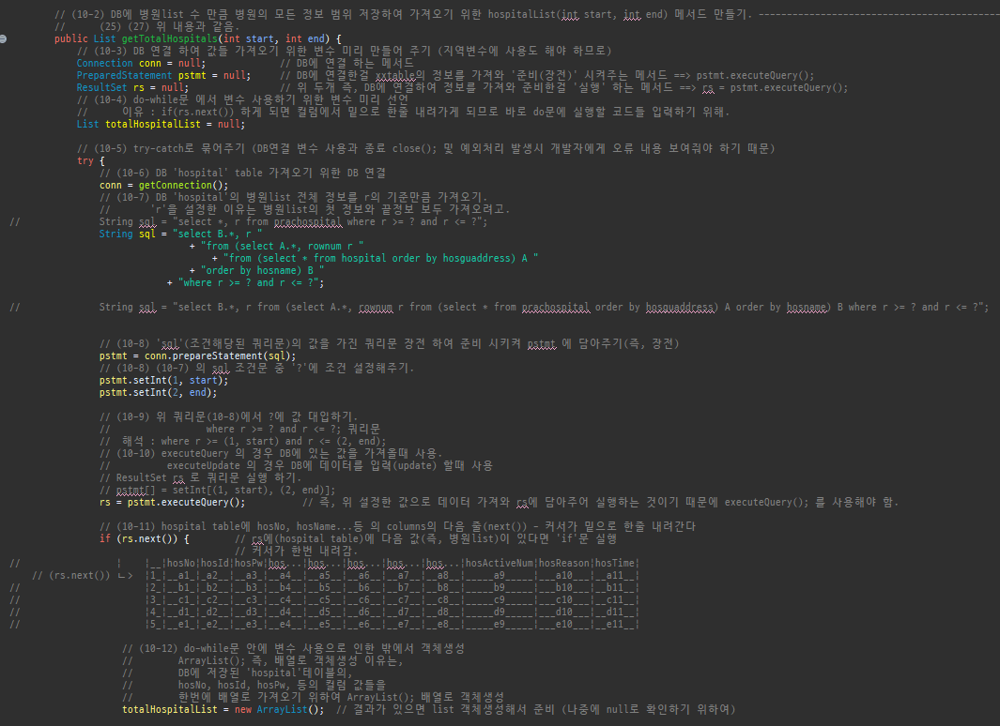 // (10-2) DB에 병원list 수 만큼 병원의 모든 정보 범위 저장하여 가져오기 위한 hospitalList(int start, int end) 메서드 만들기. ------------------------------------
//      (25) (27) 위 내용과 같음.
public List getTotalHospitals(int start, int end) {
// (10-3) DB 연결 하여 값들 가져오기 위한 변수 미리 만들어 주기 (지역변수에 사용도 해야 하므로)
Connection conn = null;             // DB에 연결 하는 메서드
PreparedStatement pstmt = null;     // DB에 연결한걸 xxtable의 정보를 가져와 '준비(장전)' 시켜주는 메서드 ==> pstmt.executeQuery();
ResultSet rs = null;                // 위 두개 즉, DB에 연결하여 정보를 가져와 준비한걸 '실행' 하는 메서드 ==> rs = pstmt.executeQuery();
// (10-4) do-while문 에서 변수 사용하기 위한 변수 미리 선언
//      이유 : if(rs.next()) 하게 되면 컬럼에서 밑으로 한줄 내려가게 되므로 바로 do문에 실행할 코드들 입력하기 위해.
List totalHospitalList = null;
// (10-5) try-catch로 묶어주기 (DB연결 변수 사용과 종료 close(); 및 예외처리 발생시 개발자에게 오류 내용 보여줘야 하기 때문)
try {
// (10-6) DB 'hospital' table 가져오기 위한 DB 연결
conn = getConnection();
// (10-7) DB 'hospital'의 병원list 전체 정보를 r의 기준만큼 가져오기.
//       'r'을 설정한 이유는 병원list의 첫 정보와 끝정보 모두 가져오려고.
//              String sql = "select *, r from prachospital where r >= ? and r <= ?";
String sql = "select B.*, r "
+ "from (select A.*, rownum r "
+ "from (select * from hospital order by hosguaddress) A "
+ "order by hosname) B "
+ "where r >= ? and r <= ?";
//              String sql = "select B.*, r from (select A.*, rownum r from (select * from prachospital order by hosguaddress) A order by hosname) B where r >= ? and r <= ?";
// (10-8) 'sql'(조건해당된 쿼리문)의 값을 가진 쿼리문 장전 하여 준비 시키켜 pstmt 에 담아주기(즉, 장전)
pstmt = conn.prepareStatement(sql);
// (10-8) (10-7) 의 sql 조건문 중 '?'에 조건 설정해주기.
pstmt.setInt(1, start);
pstmt.setInt(2, end);
// (10-9) 위 쿼리문(10-8)에서 ?에 값 대입하기.
//                 where r >= ? and r <= ?; 쿼리문
//  해석 : where r >= (1, start) and r <= (2, end);
// (10-10) executeQuery 의 경우 DB에 있는 값을 가져올때 사용.
//          executeUpdate 의 경우 DB에 데이터를 입력(update) 할때 사용
// ResultSet rs 로 쿼리문 실행 하기.
// pstmt[] = setInt[(1, start), (2, end)];
rs = pstmt.executeQuery();          // 즉, 위 설정한 값으로 데이터 가져와 rs에 담아주어 실행하는 것이기 때문에 executeQuery(); 를 사용해야 함.
// (10-11) hospital table에 hosNo, hosName...등 의 columns의 다음 줄(next()) - 커서가 밑으로 한줄 내려간다
if (rs.next()) {        // rs에(hospital table)에 다음 값(즉, 병원list)이 있다면 'if'문 실행
// 커서가 한번 내려감.
//                 ¦    ¦__¦hosNo¦hosId¦hosPw¦hos...¦hos...¦hos...¦hos...¦hos...¦hosActiveNum¦hosReason¦hosTime¦
// (rs.next()) ㄴ>  ¦1_¦__a1_¦_a2__¦__a3_¦__a4__¦__a5__¦__a6__¦__a7__¦__a8__¦_____a9_____¦___a10___¦__a11__¦
//                      ¦2_¦__b1_¦_b2__¦__b3_¦__b4__¦__b5__¦__b6__¦__b7__¦__b8__¦_____b9_____¦___b10___¦__b11__¦
//                      ¦3_¦__c1_¦_c2__¦__c3_¦__c4__¦__c5__¦__c6__¦__c7__¦__c8__¦_____c9_____¦___c10___¦__c11__¦
//                      ¦4_¦__d1_¦_d2__¦__d3_¦__d4__¦__d5__¦__d6__¦__d7__¦__d8__¦_____d9_____¦___d10___¦__d11__¦
//                      ¦5_¦__e1_¦_e2__¦__e3_¦__e4__¦__e5__¦__e6__¦__e7__¦__e8__¦_____e9_____¦___e10___¦__e11__¦
// (10-12) do-while문 안에 변수 사용으로 인한 밖에서 객체생성
//        ArrayList(); 즉, 배열로 객체생성 이유는,
//        DB에 저장된 'hospital'테이블의,
//        hosNo, hosId, hosPw, 등의 컬럼 값들을
//        한번에 배열로 가져오기 위하여 ArrayList(); 배열로 객체생성
totalHospitalList = new ArrayList();  // 결과가 있으면 list 객체생성해서 준비 (나중에 null로 확인하기 위하여)